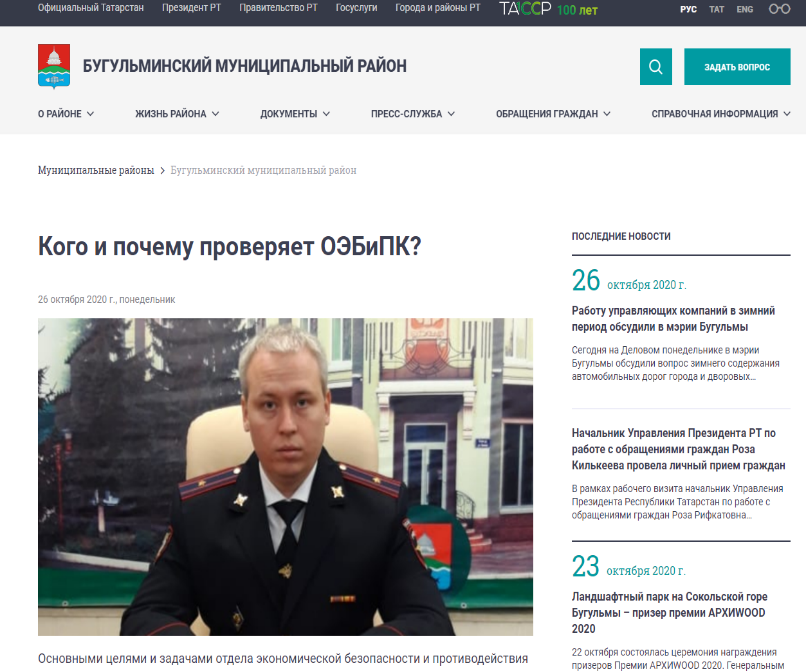 Официальный Татарстан Президент РТ Правительство РТ Госуслуги Города и районы РТ ТАССР 100 лет РУС ТАТ ENG
БУГУЛЬМИНСКИЙ МУНИЦИПАЛЬНЫЙ РАЙОН
ЗАДАТЬ ВОПРОС
О РАЙОНЕ ЖИЗНЬ РАЙОНА ДОКУМЕНТЫ ПРЕСС-СЛУЖБА ОБРАЩЕНИЯ ГРАЖДАН СПРАВОЧНАЯ ИНФОРМАЦИЯ
Муниципальные районы > Бугульминский муниципальный район
Кого и почему проверяет ОЭБиПК?
26 октября 2020 г., понедельник
Основными целями и задачами отдела экономической безопасности и противодействия
ПОСЛЕДНИЕ НОВОСТИ
26 октября 2020 г.
Работу управляющих компаний в зимний
период обсудили в мэрии Бугульмы
Сегодня на Деловом понедельнике в мэрии
Бугульмы обсудили вопрос зимнего содержания
автомобильных дорог города и дворовых...
Начальник Управления Президента РТ по
работе с обращениями граждан Роза
Килькеева провела личный прием граждан
В рамках рабочего визита начальник Управления
Президента Республики Татарстан по работе с
обращениями граждан Роза Рифкатовна...
23 октября 2020 г.
Ландшафтный парк на Сокольской горе
Бугульмы – призер премии АРХИWOOD
2020
22 октября состоялась церемония награждения
призеров Премии АРХИWOOD 2020. Генеральным